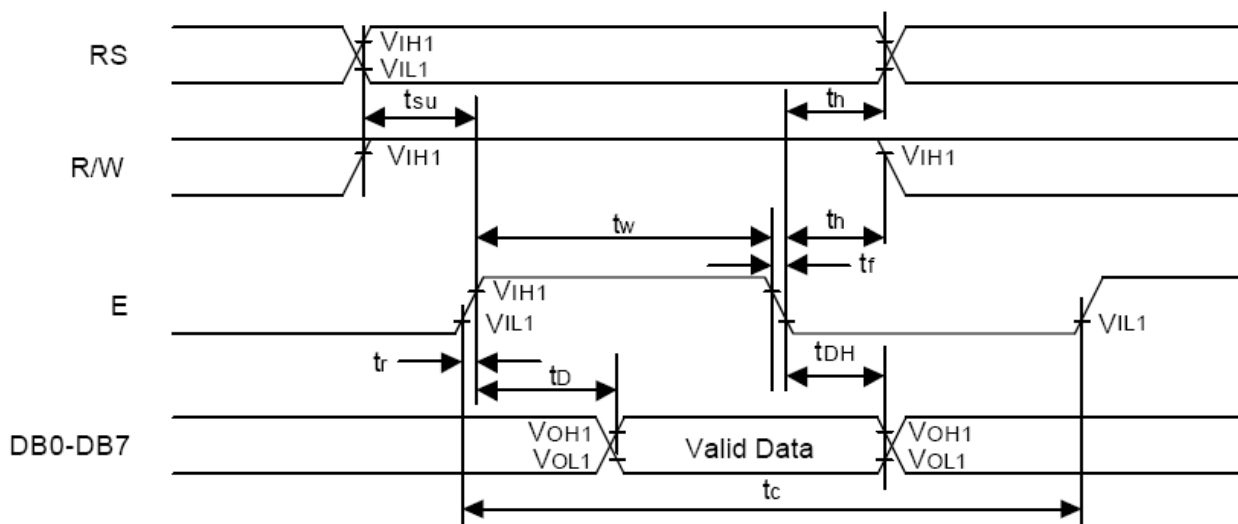 RS
VIH1
VIL1
tsu
th
R/W
VIH1
VIH1
tw
th
tf
E
VIH1
VIL1
VIL1
tr
tD
tDH
DB0-DB7
VOH1
VOL1
Valid Data
VOH1
VOL1
tc